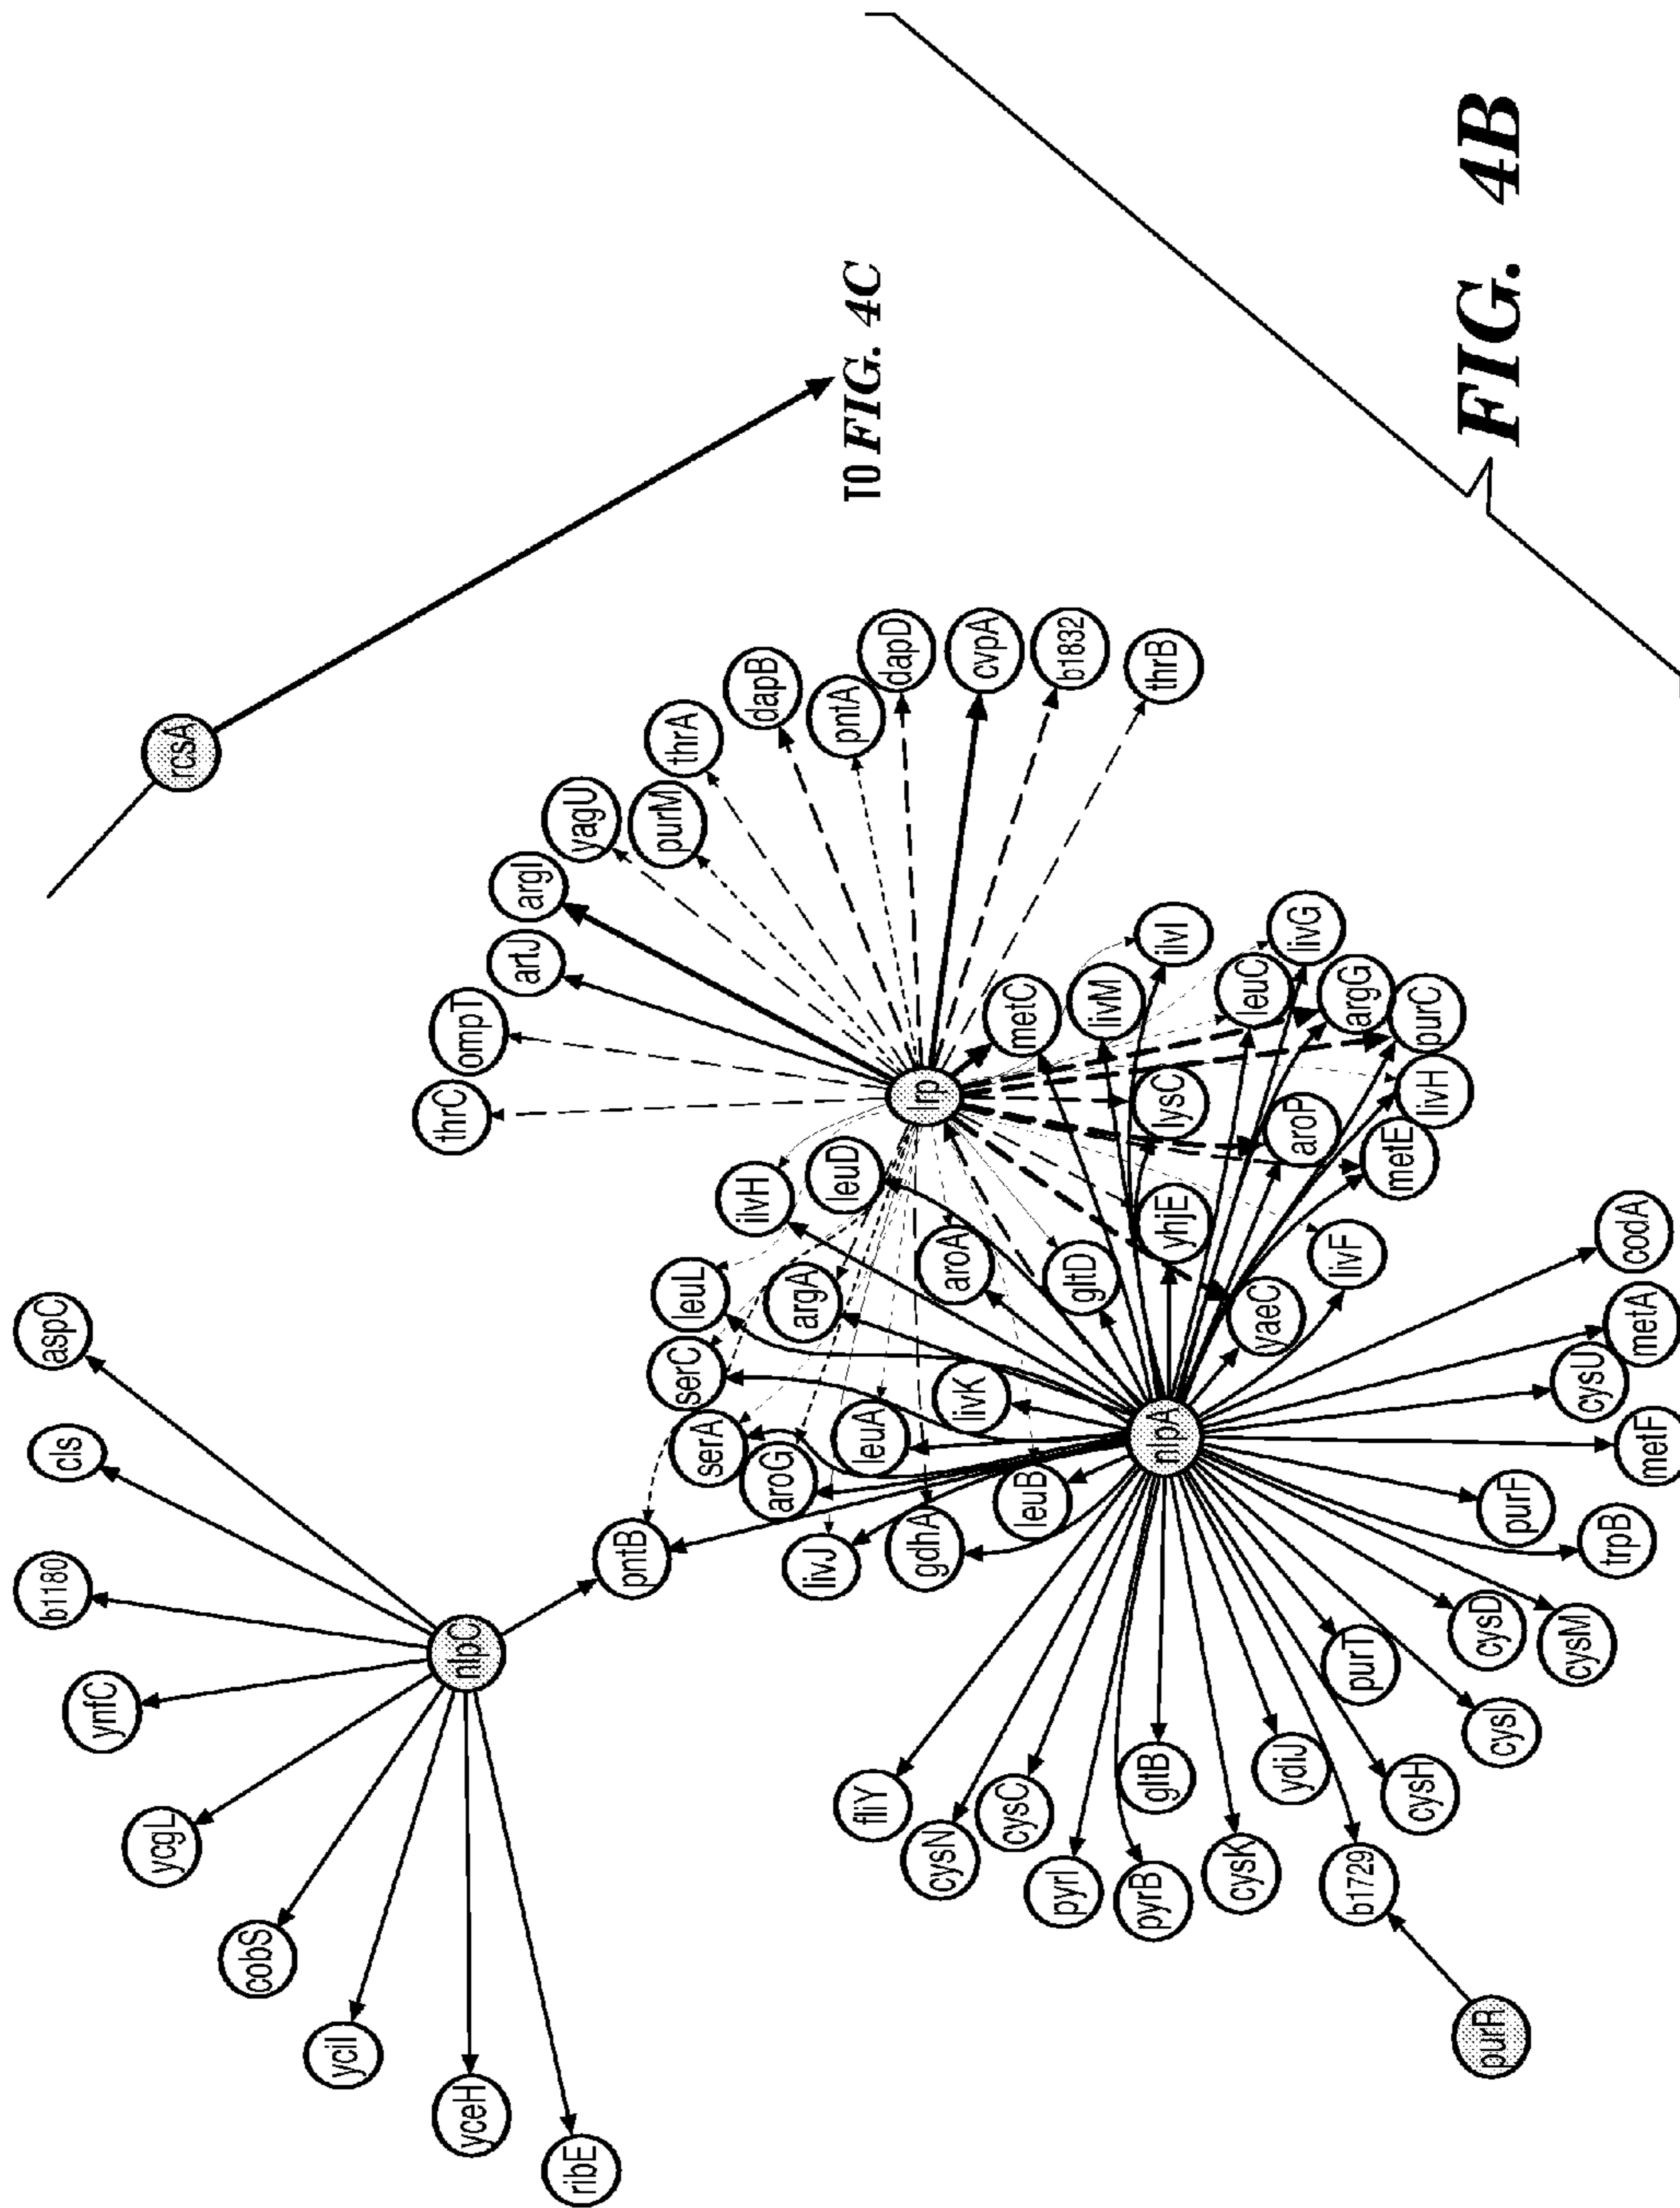 rcsA
TO FIG. 4C
FIG. 4B
aspC
cls
b1180
ynfC
ycgL
cobS
yciI
yceH
ribE
nlpC
pntB
thrC
ompT
artJ
argI
yagU
purM
thrA
dapB
pntA
dapD
cvpA
b1832
thrB
lrp
ilvH
leuD
leuL
argA
serC
serA
aroG
leuA
livK
livJ
gdhA
leuB
aroA
gltD
metC
livM
ilvI
lysC
leuC
livG
argG
purC
livH
aroP
metE
yhjE
livF
yaeC
nlpA
codA
metA
cysU
metF
purF
trpB
cysD
cysM
purT
cysI
cysH
ydiJ
b1729
cysK
gltB
pyrB
pyrI
cysC
cysN
fliY
purR